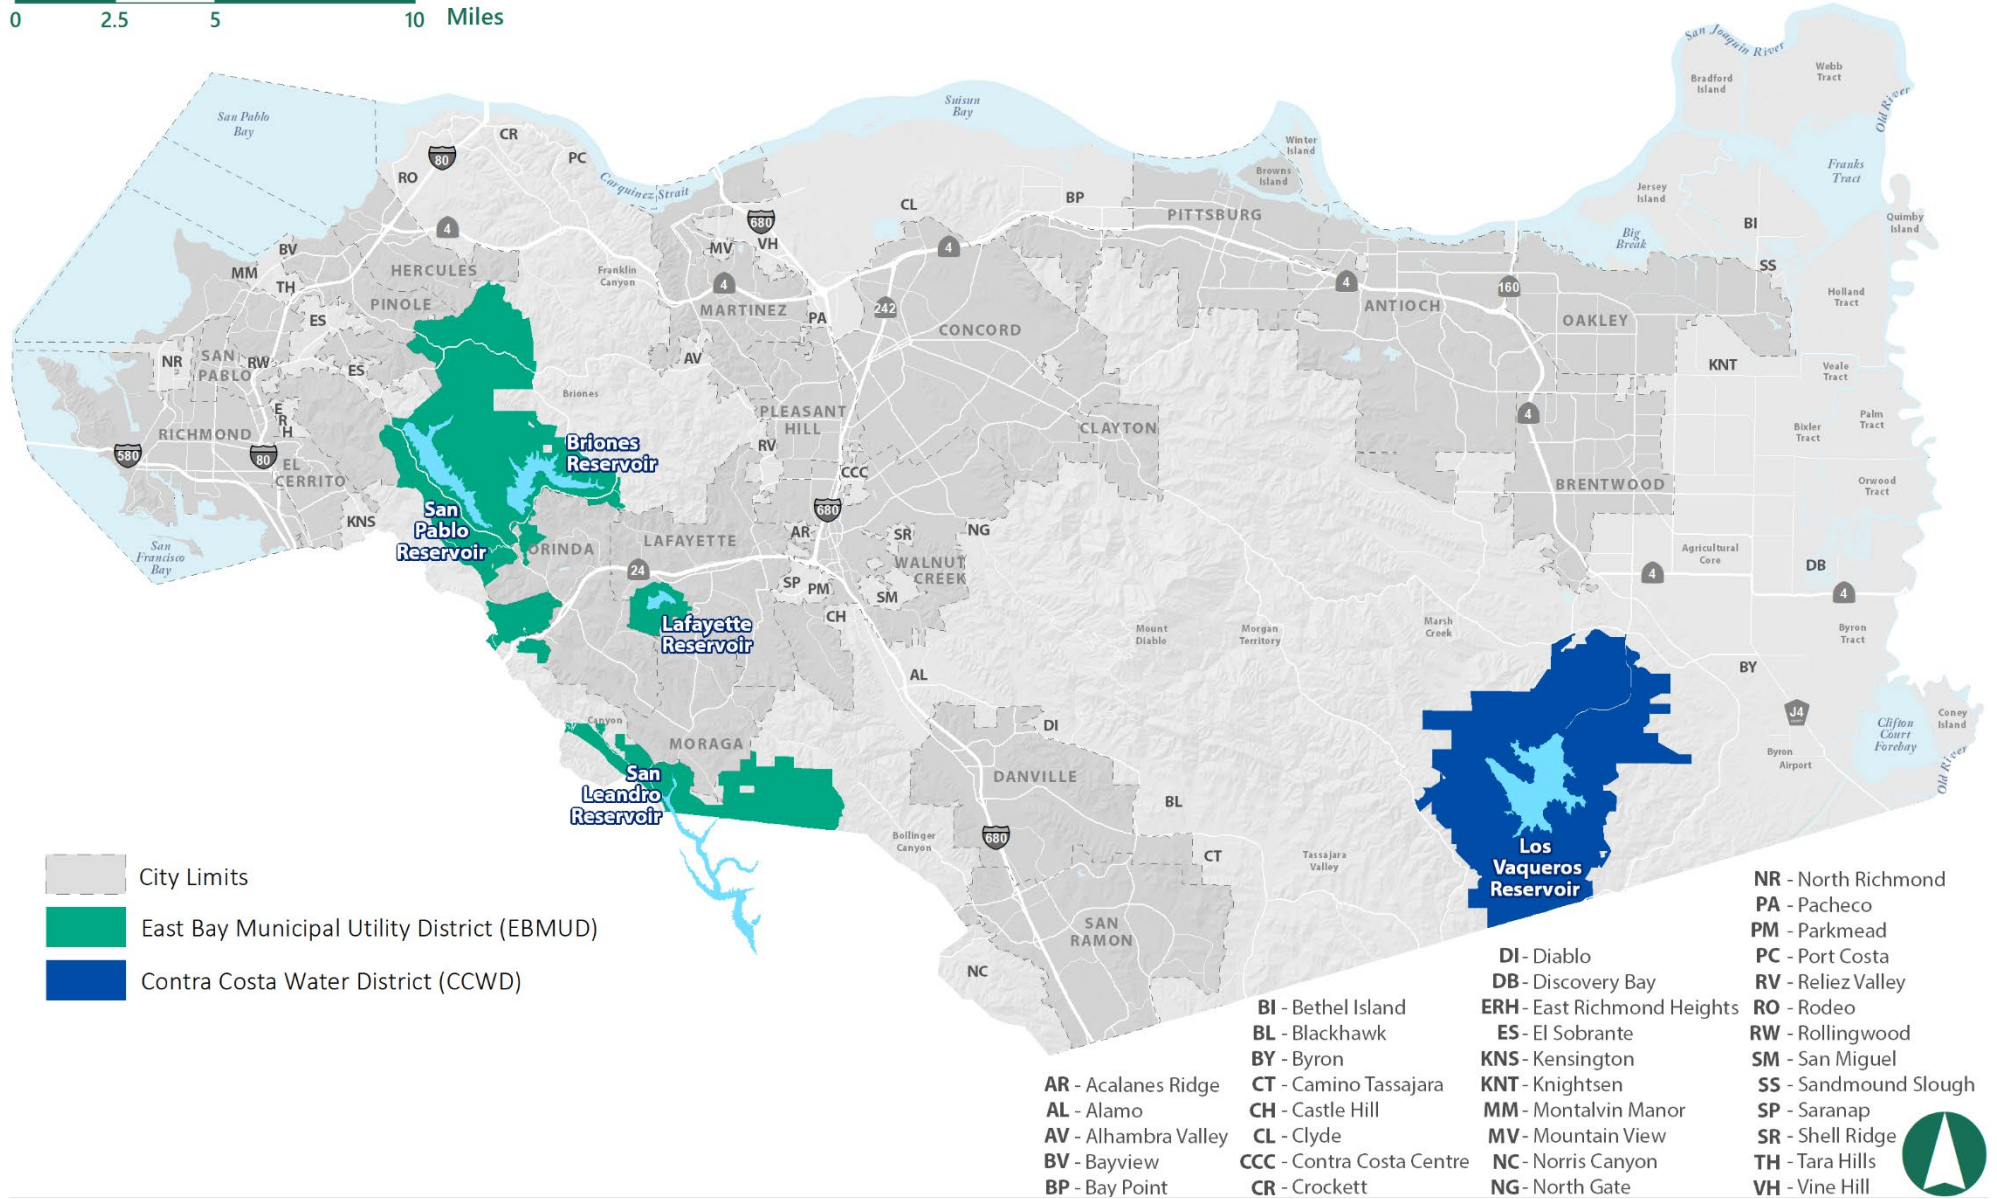 0 2.5 5 10 Miles
San Pablo
Bay
CR
PC
RO
80
4
Carquinez Strait
Suisun
Bay
San Joaquin River
Bradford
Island
Webb
Tract
Old River
Franks
Tract
Winter
Island
Browns
Island
Jersey
Island
Quimby
Island
BI
SS
Big
Break
Holland
Tract
BV
MM
TH
HERCULES
PINOLE
Franklin
Canyon
ES
680
MV
VH
4
MARTINEZ
PA
CL
BP
4
242
CONCORD
PITTSBURG
4
ANTIOCH
160
OAKLEY
KNT
Veale
Tract
Palm
Tract
Bixler
Tract
Orwood
Tract
NR
SAN
PABLO
RW
ES
E
R
H
RICHMOND
580
80
EL
CERRITO
KNS
San
Francisco
Bay
AV
Briones
Briones
Reservoir
San
Pablo
Reservoir
PLEASANT
HILL
RV
CCC
680
CLAYTON
4
BRENTWOOD
ORINDA
LAFAYETTE
24
AR
SR
NG
WALNUT
CREEK
SP
PM
SM
CH
Lafayette
Reservoir
Mount
Diablo
Morgan
Territory
Marsh
Creek
Agricultural
Core
4
DB
4
Byron
Tract
BY
J4
Clifton
Court
Forebay
Coney
Island
Old River
Byron
Airport
AL
Canyon
MORAGA
San
Leandro
Reservoir
DI
DANVILLE
BL
680
Bollinger
Canyon
CT
Tassajara
Valley
Los
Vaqueros
Reservoir
SAN
RAMON
NC
City Limits
East Bay Municipal Utility District (EBMUD)
Contra Costa Water District (CCWD)
AR - Acalanes Ridge
AL - Alamo
AV - Alhambra Valley
BV - Bayview
BP - Bay Point
BI - Bethel Island
BL - Blackhawk
BY - Byron
CT - Camino Tassajara
CH - Castle Hill
CL - Clyde
CCC - Contra Costa Centre
CR - Crockett
DI - Diablo
DB - Discovery Bay
ERH - East Richmond Heights
ES - El Sobrante
KNS - Kensington
KNT - Knightsen
MM - Montalvin Manor
MV - Mountain View
NC - Norris Canyon
NG - North Gate
NR - North Richmond
PA - Pacheco
PM - Parkmead
PC - Port Costa
RV - Reliez Valley
RO - Rodeo
RW - Rollingwood
SM - San Miguel
SS - Sandmound Slough
SP - Saranap
SR - Shell Ridge
TH - Tara Hills
VH - Vine Hill